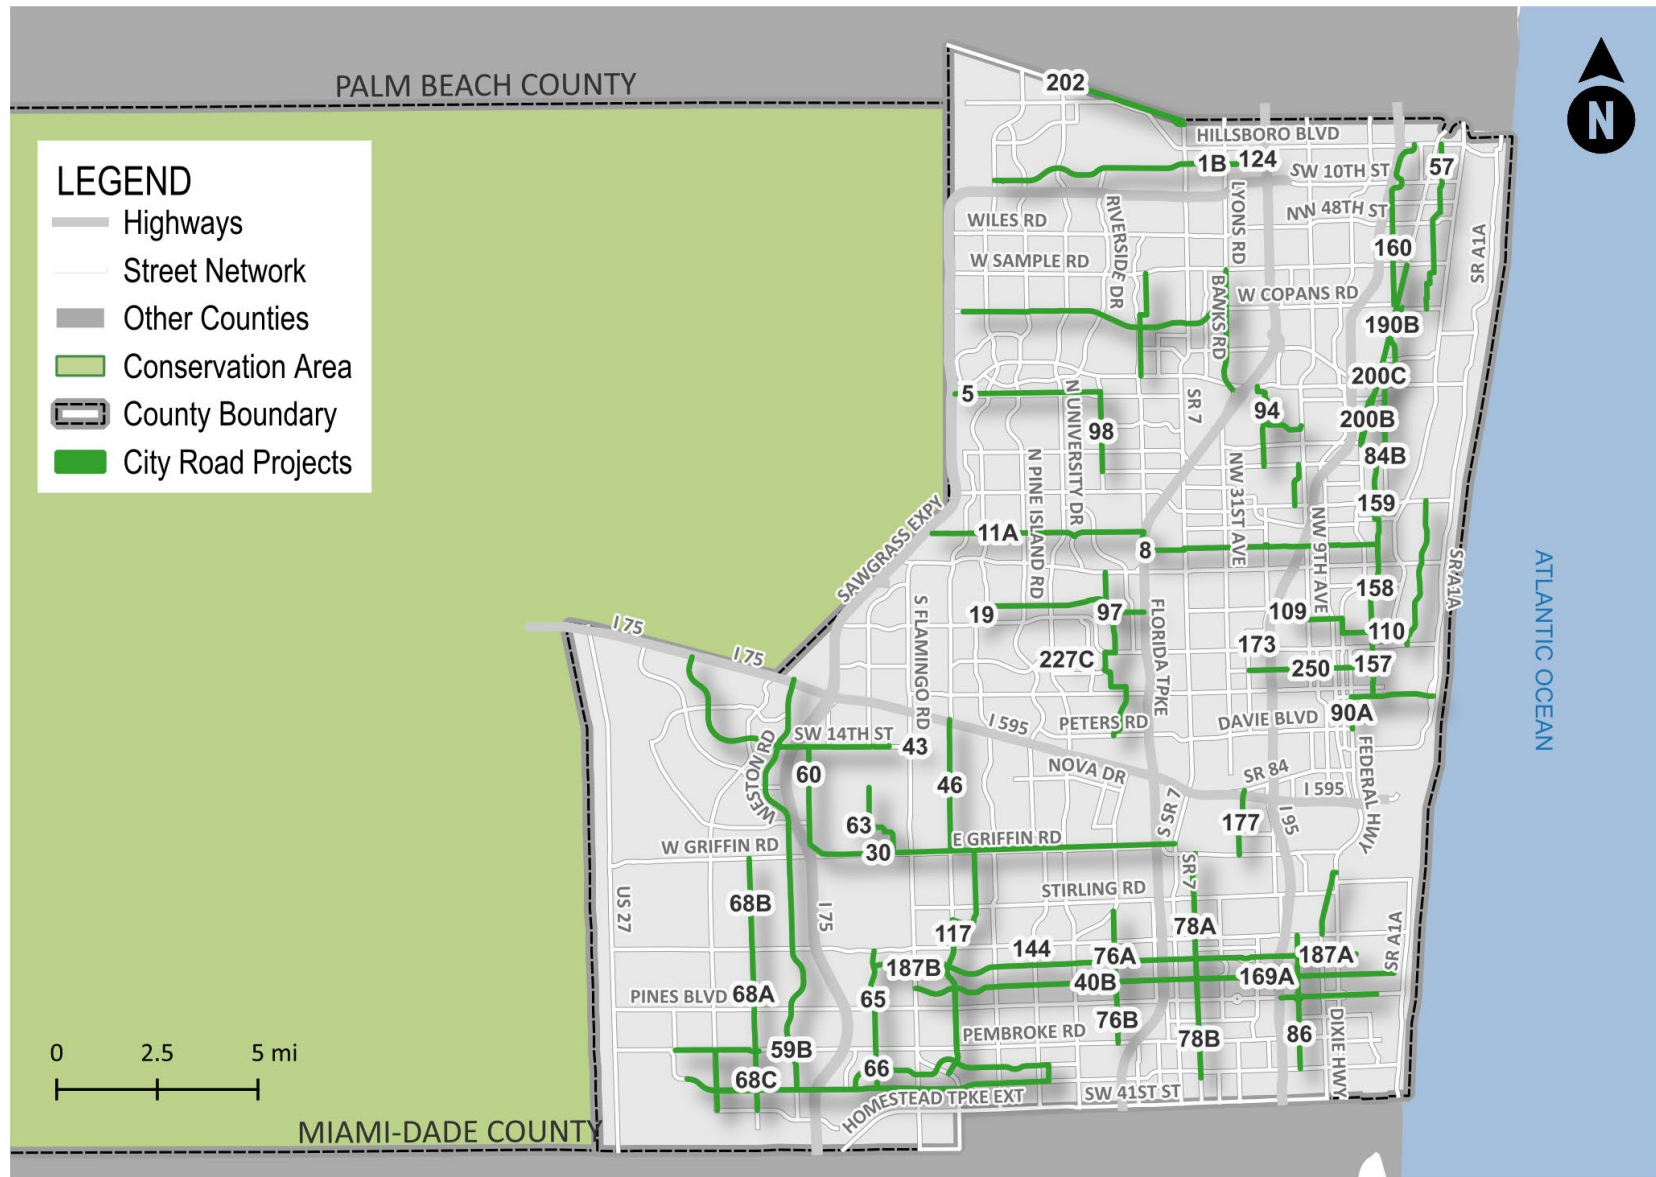 PALM BEACH COUNTY
LEGEND
Highways
Street Network
Other Counties
Conservation Area
County Boundary
City Road Projects
N
202
HILLSBORO BLVD
1B
124
SW 10TH ST
57
WILES RD
RIVERSIDE DR
LYONS RD
NN 48TH ST
160
SR A1A
W SAMPLE RD
BANKS RD
W COPANS RD
190B
5
N UNIVERSITY DR
98
SR 7
94
200C
200B
84B
N PINE ISLAND RD
NW 31ST AVE
159
SAWGRASS EXPY
11A
8
NW 9TH AVE
SR A1A
ATLANTIC OCEAN
158
19
97
109
110
S FLAMINGO RD
FLORIDA TPKE
I 75
I 75
227C
173
250
157
90A
I 595
PETERS RD
DAVIE BLVD
SW 14TH ST
43
WESTON RD
60
46
NOVA DR
SR 84
I 595
FEDERAL HWY
63
S SR 7
177
I 95
W GRIFFIN RD
30
E GRIFFIN RD
SR 7
US 27
68B
I 75
STIRLING RD
117
144
76A
78A
187A
SR A1A
187B
40B
169A
PINES BLVD
68A
65
76B
PEMBROKE RD
78B
86
DIXIE HWY
59B
68C
66
HOMESTEAD TPKE EXT
SW 41ST ST
0 2.5 5 mi
MIAMI-DADE COUNTY